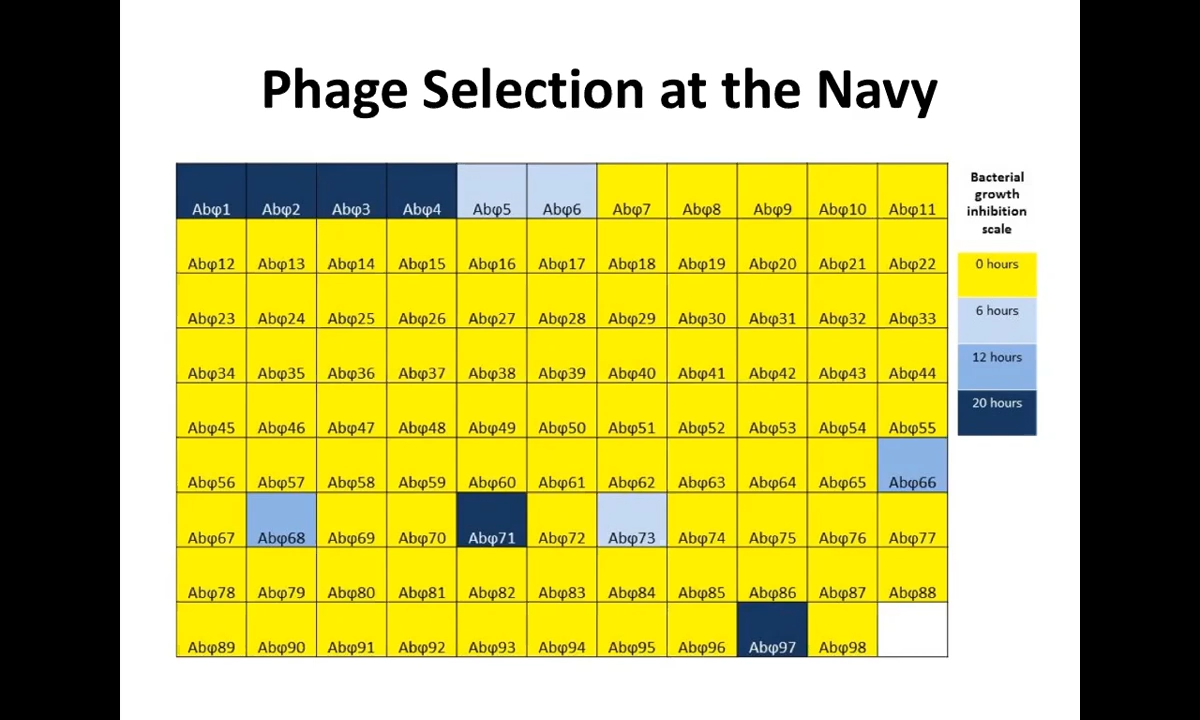 Phage Selection at the Navy
Abφ1 Abφ2 Abφ3 Abφ4 Abφ5 Abφ6 Abφ7 Abφ8 Abφ9 Abφ10 Abφ11
Abφ12 Abφ13 Abφ14 Abφ15 Abφ16 Abφ17 Abφ18 Abφ19 Abφ20 Abφ21 Abφ22
Abφ23 Abφ24 Abφ25 Abφ26 Abφ27 Abφ28 Abφ29 Abφ30 Abφ31 Abφ32 Abφ33
Abφ34 Abφ35 Abφ36 Abφ37 Abφ38 Abφ39 Abφ40 Abφ41 Abφ42 Abφ43 Abφ44
Abφ45 Abφ46 Abφ47 Abφ48 Abφ49 Abφ50 Abφ51 Abφ52 Abφ53 Abφ54 Abφ55
Abφ56 Abφ57 Abφ58 Abφ59 Abφ60 Abφ61 Abφ62 Abφ63 Abφ64 Abφ65 Abφ66
Abφ67 Abφ68 Abφ69 Abφ70 Abφ71 Abφ72 Abφ73 Abφ74 Abφ75 Abφ76 Abφ77
Abφ78 Abφ79 Abφ80 Abφ81 Abφ82 Abφ83 Abφ84 Abφ85 Abφ86 Abφ87 Abφ88
Abφ89 Abφ90 Abφ91 Abφ92 Abφ93 Abφ94 Abφ95 Abφ96 Abφ97 Abφ98
Bacterial
growth
inhibition
scale
0 hours
6 hours
12 hours
20 hours